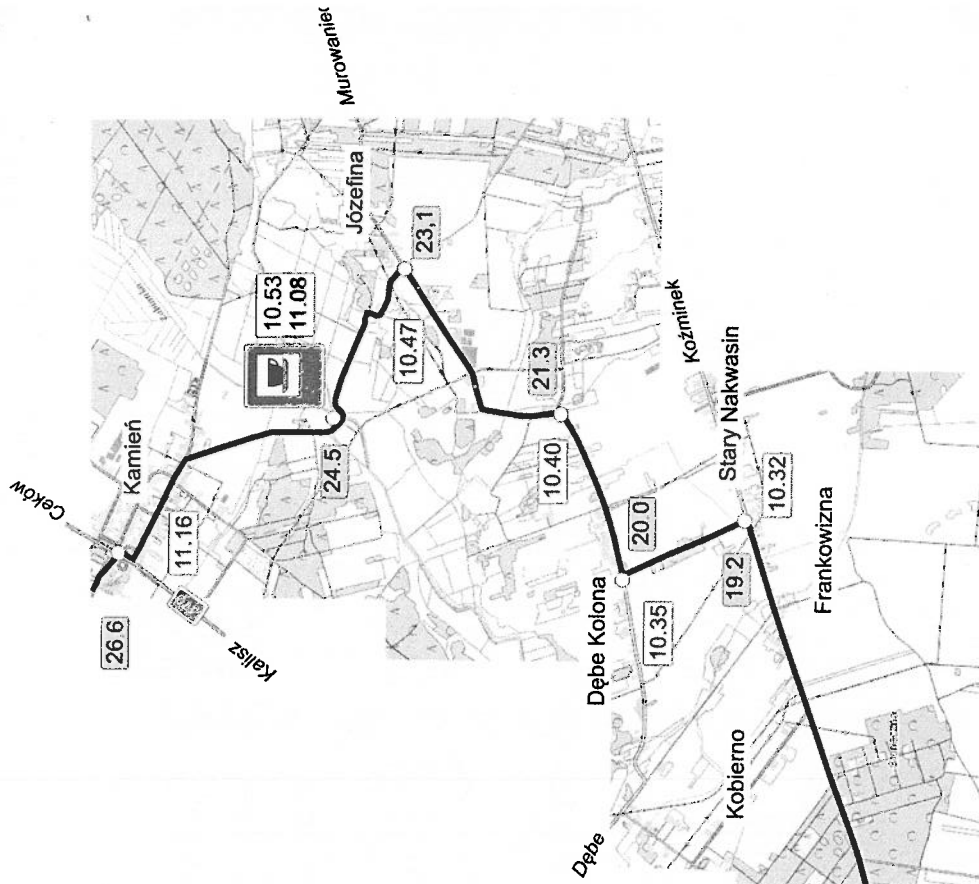 Murowaniec
Józefina
23,1
10.53
11.08
10.47
Kamień
Ceków
24.5
11.16
26.6
Kalisz
21.3
10.40
Koźminek
Stary Nakwasin
20.0
10.32
Dębe Kolona
19.2
10.35
Frankowizna
Kobierno
Dębe